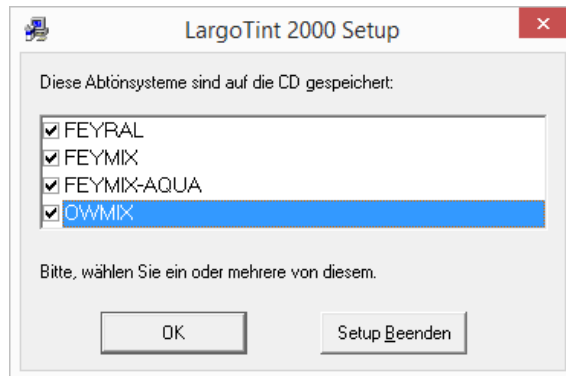 LargoTint 2000 Setup
Diese Abtönsysteme sind auf die CD gespeichert:
FEYRAL
FEYMIX
FEYMIX-AQUA
OWMIX
Bitte, wählen Sie ein oder mehrere von diesem.
OK
Setup Beenden